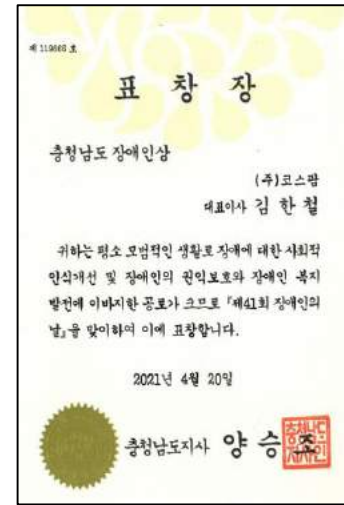 제 119860 호
표 창 장
충청남도 장애인상
(주)코스팜
대표이사 김 한 철
귀하는 평소 모범적인 생활로 장애에 대한 사회적
인식개선 및 장애인의 권익보호와 장애인 복지
발전에 이바지한 공로가 크므로 『제41회 장애인의
날』을 맞이하여 이에 표창합니다.
2021년 4월 20일
충청남도지사 양 승 조